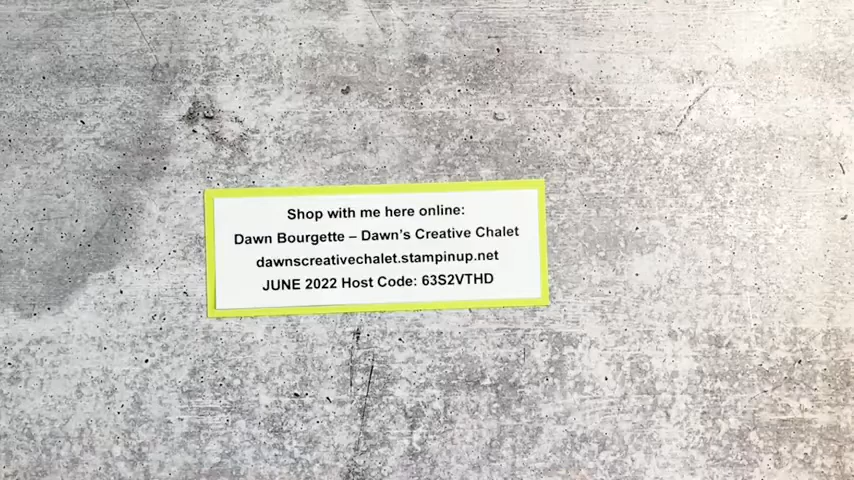 Shop with me here online:
Dawn Bourgette – Dawn's Creative Chalet
dawnscreativechalet.stampinup.net
JUNE 2022 Host Code: 63S2VTHD